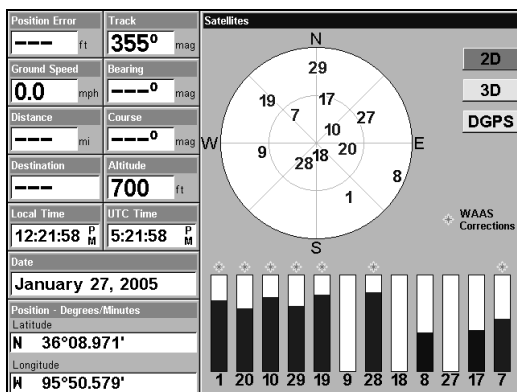 Position Error
--- ft
Track
355º mag
Ground Speed
0.0 mph
Bearing
---º mag
Distance
--- mi
Course
---º mag
Destination
---
Altitude
700 ft
Local Time
12:21:58 PM
UTC Time
5:21:58 PM
Date
January 27, 2005
Position - Degrees/Minutes
Latitude
N 36°08.971'
Longitude
W 95°50.579'
Satellites
N
29
19 17
7 27
10
W 9 20 E
18
28 8
1
S
2D
3D
DGPS
WAAS
Corrections
1 20 10 29 19 9 28 18 8 27 17 7